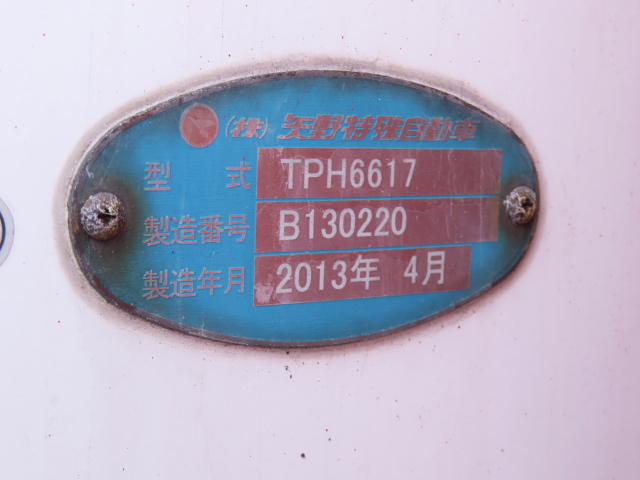 (株)矢野特殊自動車
型式 TPH6617
製造番号 B130220
製造年月 2013年 4月